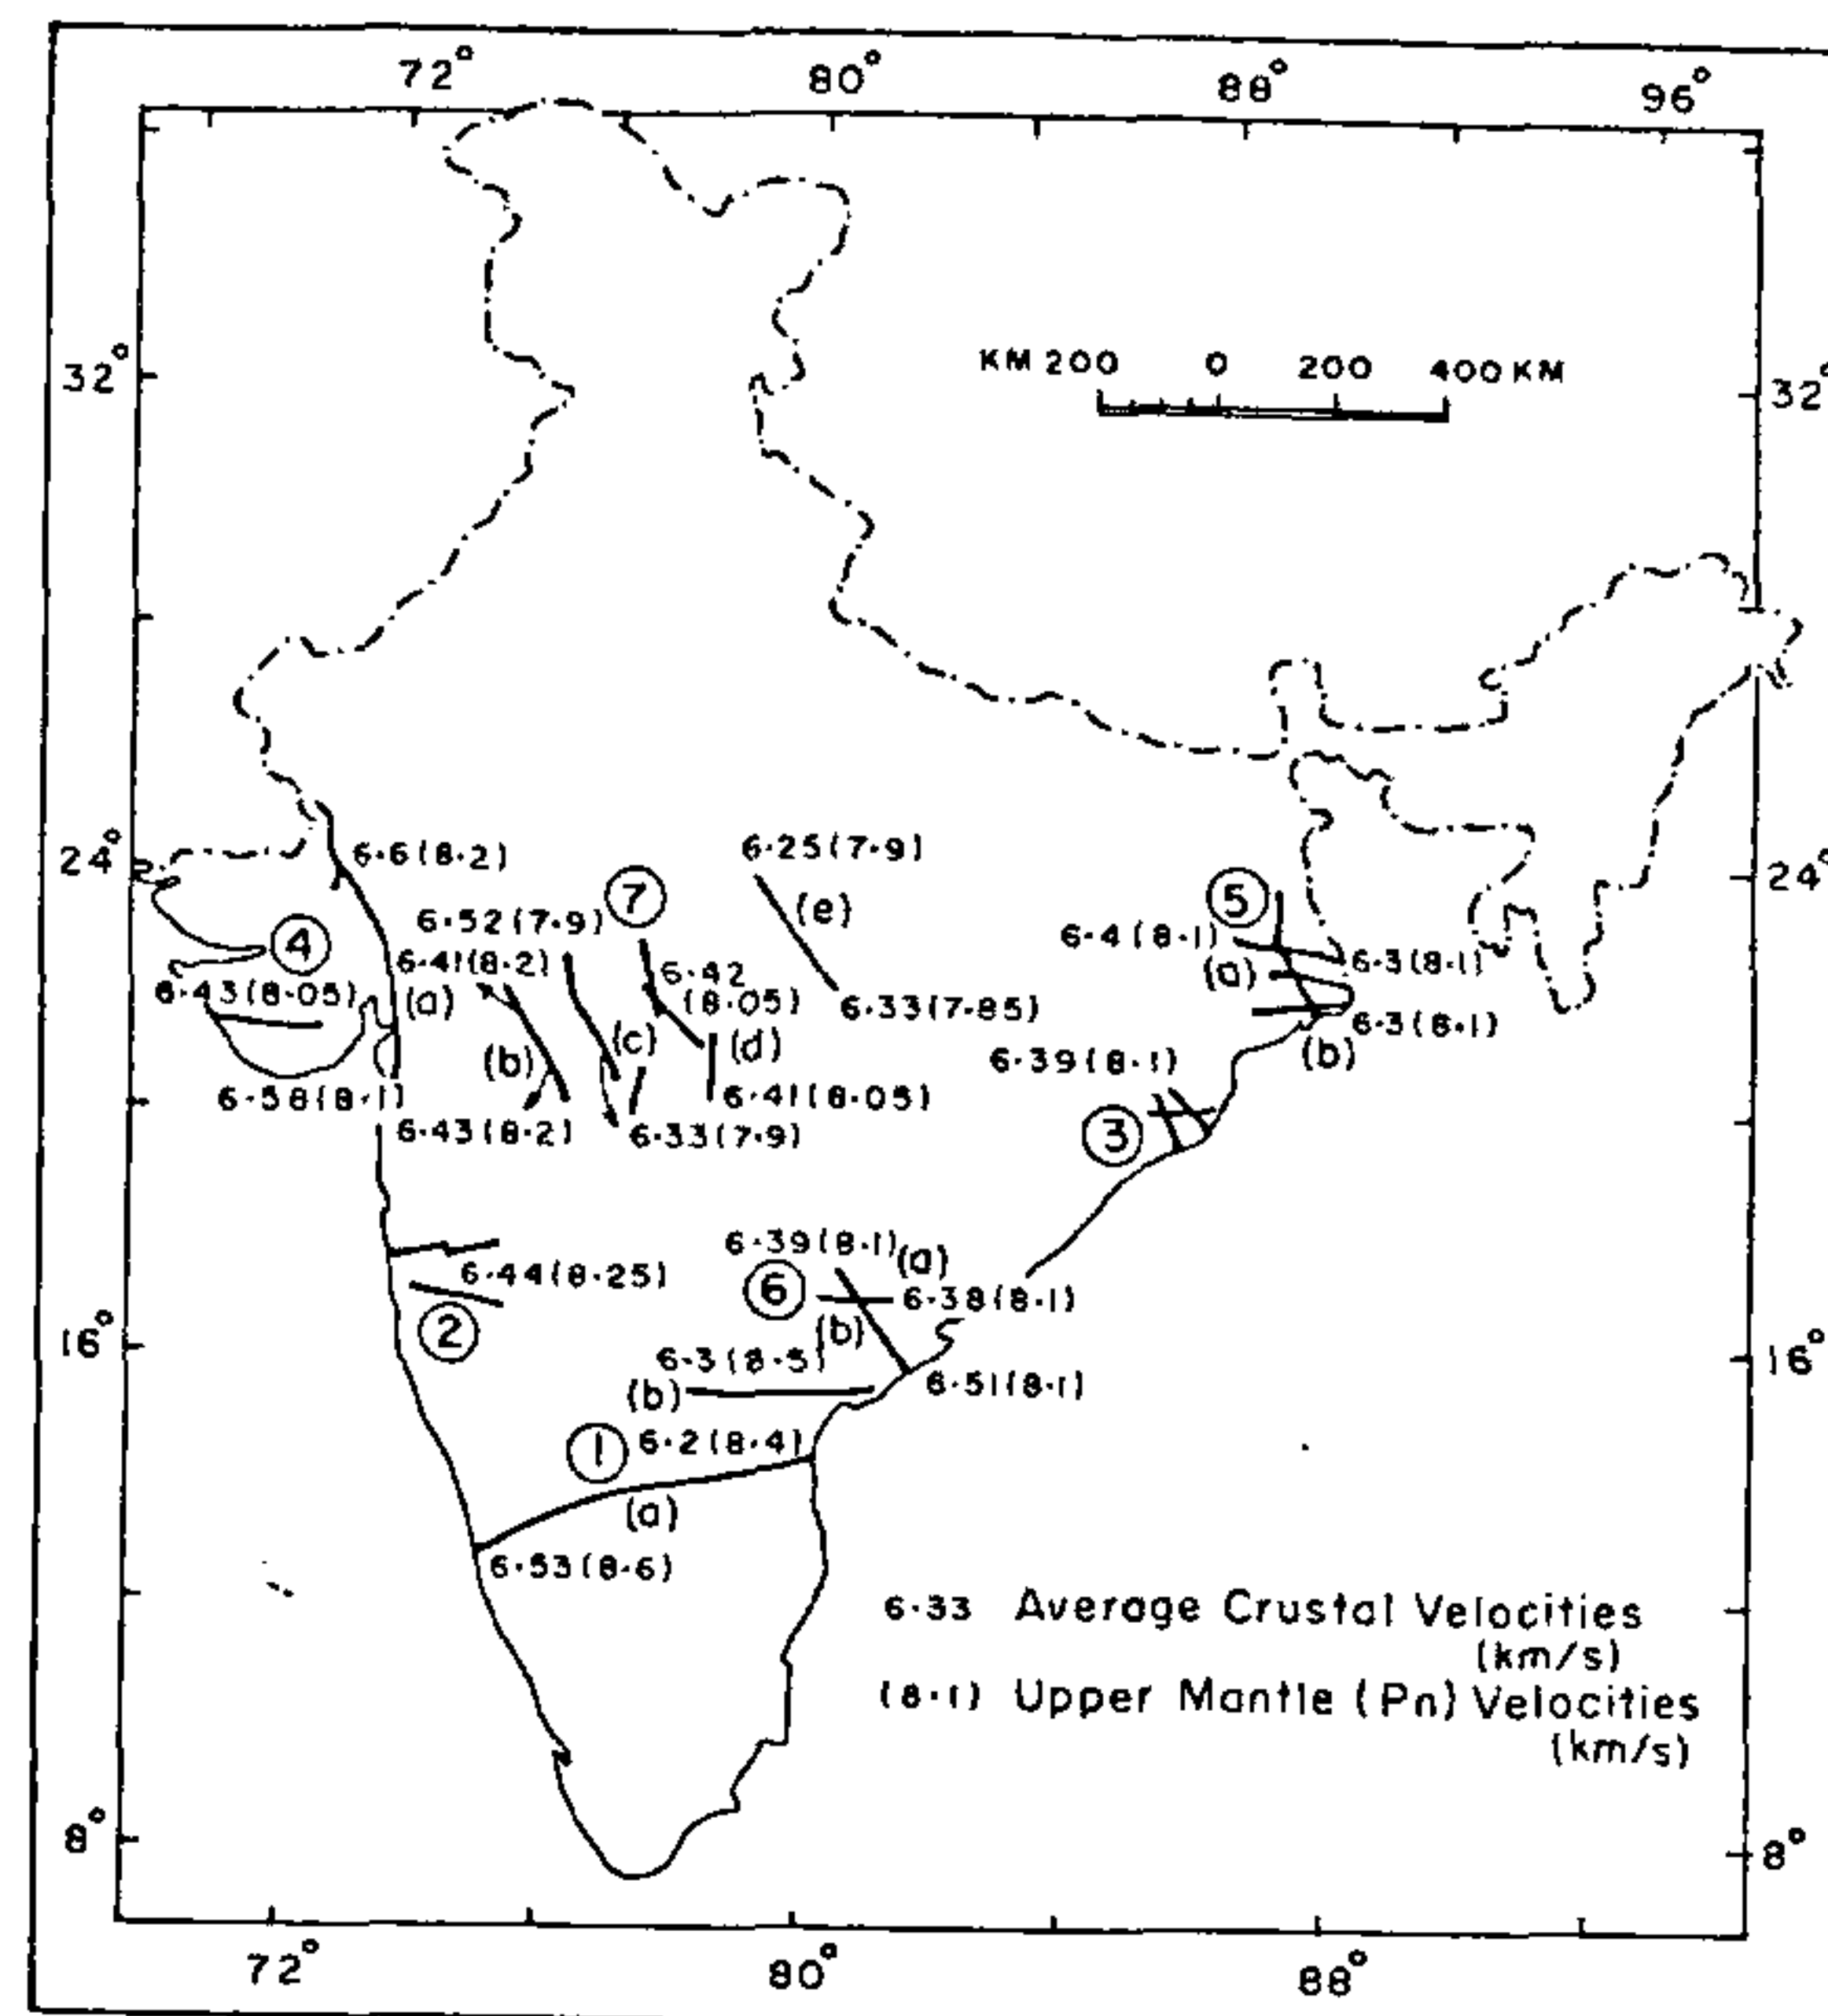 72° 80° 88° 96°
KM 200 0 200 400 KM
32° 32°
24° 24°
6.6(8.2)
6.25(7.9)
7
(e)
5
6.52(7.9)
6.4(8.1)
4
6.41(8.2)
6.42
(8.05)
(a) 6.3(8.1)
6.43(8.05) (a)
6.33(7.85)
6.3(8.1)
(b) (c) (d)
6.39(8.1) (b)
6.58(8.1)
6.41(8.05)
6.43(8.2) 6.33(7.9)
3
6.39(8.1) (a)
6.44(8.25)
6 6.38(8.1)
2 (b)
16° 16°
6.3(8.5)
(b) 6.51(8.1)
1 6.2(8.4)
(a)
6.53(8.6)
6.33 Average Crustal Velocities
(km/s)
(8.1) Upper Mantle (Pn) Velocities
(km/s)
8° 8°
72° 80° 88°